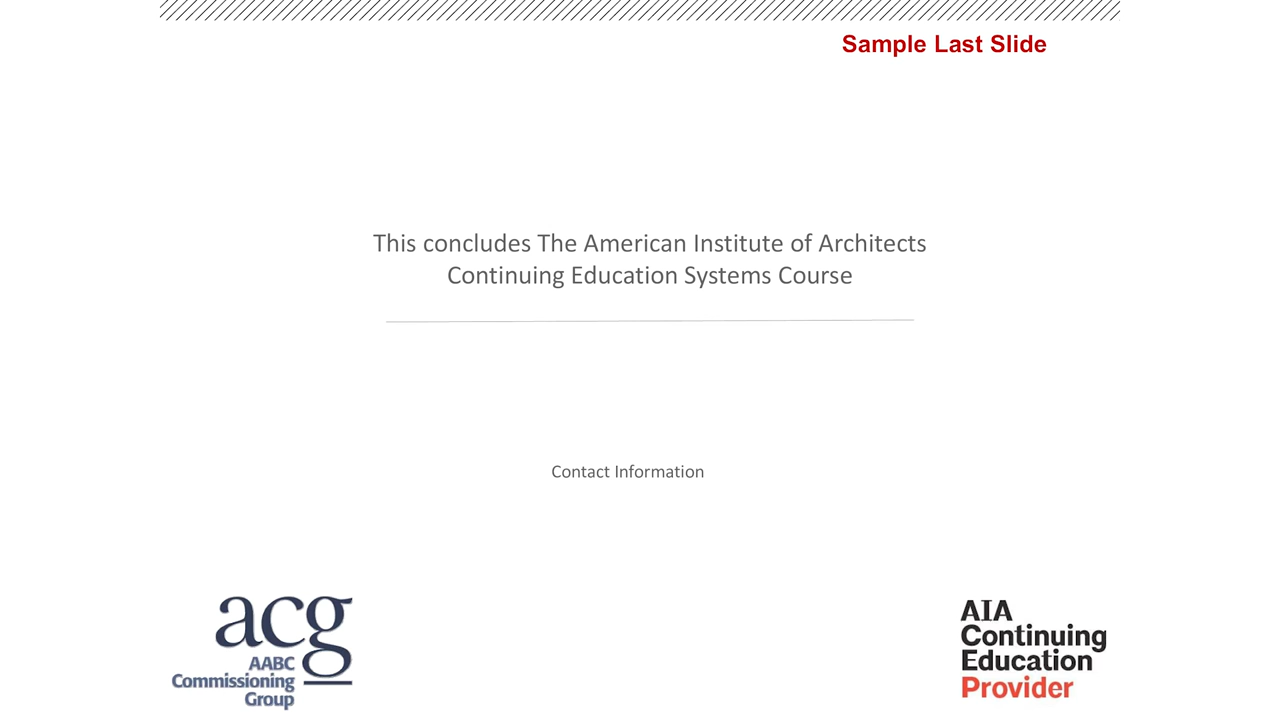 Sample Last Slide
This concludes The American Institute of Architects
Continuing Education Systems Course
Contact Information
acg
AABC
Commissioning
Group
AIA
Continuing
Education
Provider